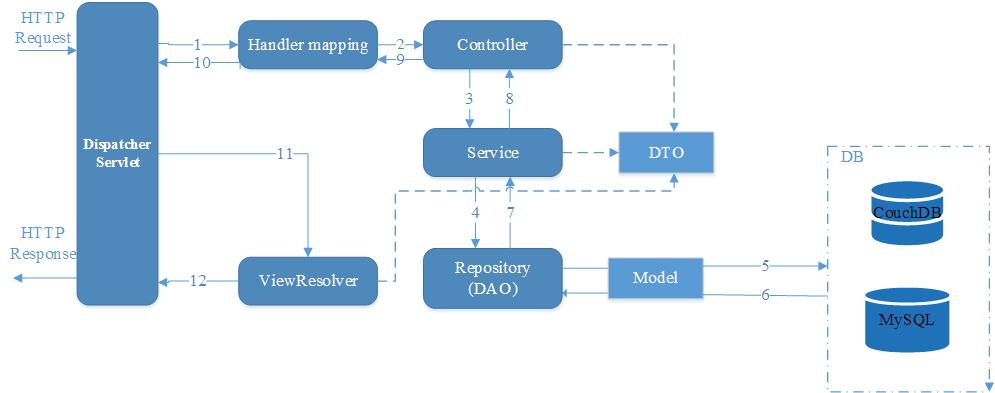 HTTP
Request
1
10
Handler mapping
2
9
Controller
3
8
Dispatcher
Servlet
11
Service
DTO
DB
CouchDB
4
7
HTTP
Response
12
ViewResolver
Repository
(DAO)
Model
5
6
MySQL